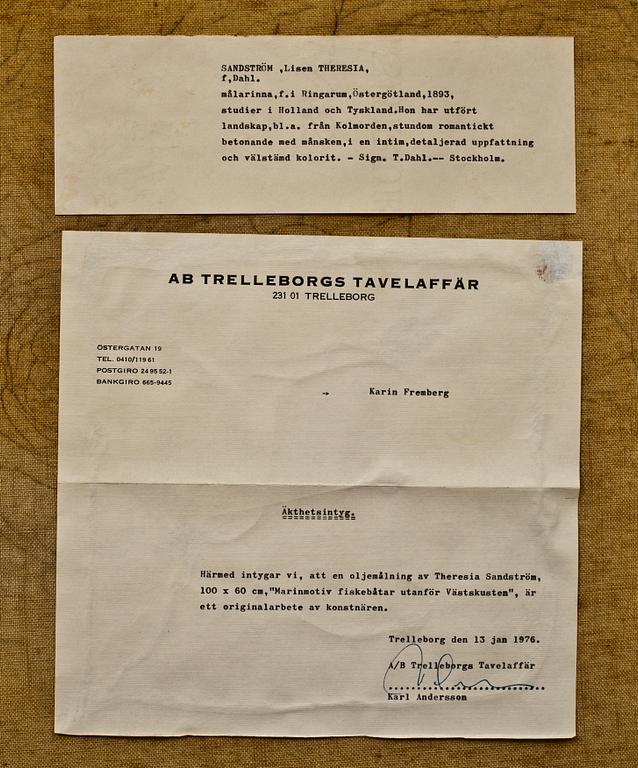 SANDSTRÖM ,Lisen THERESIA,
f,Dahl.
målarinna,f.i Ringarum,Östergötland,1893,
studier i Holland och Tyskland.Hon har utfört
landskap,bl.a. från Kolmorden,stundom romantickt
betonande med månsken,i en intim,detaljerad uppfattning
och välstämd kolorit. - Sign. T.Dahl.-- Stockholm.
AB TRELLEBORGS TAVELAFFÄR
231 01 TRELLEBORG
ÖSTERGATAN 19
TEL. 0410/119 61
POSTGIRO 24 95 52-1
BANKGIRO 665-9445
Karin Fremberg
Äkthetsintyg.
Härmed intygar vi, att en oljemålning av Theresia Sandström,
100 x 60 cm,"Marinmotiv fiskebåtar utanför Västskusten", är
ett originalarbete av konstnären.
Trelleborg den 13 jan 1976.
A/B Trelleborgs Tavelaffär
Karl Andersson